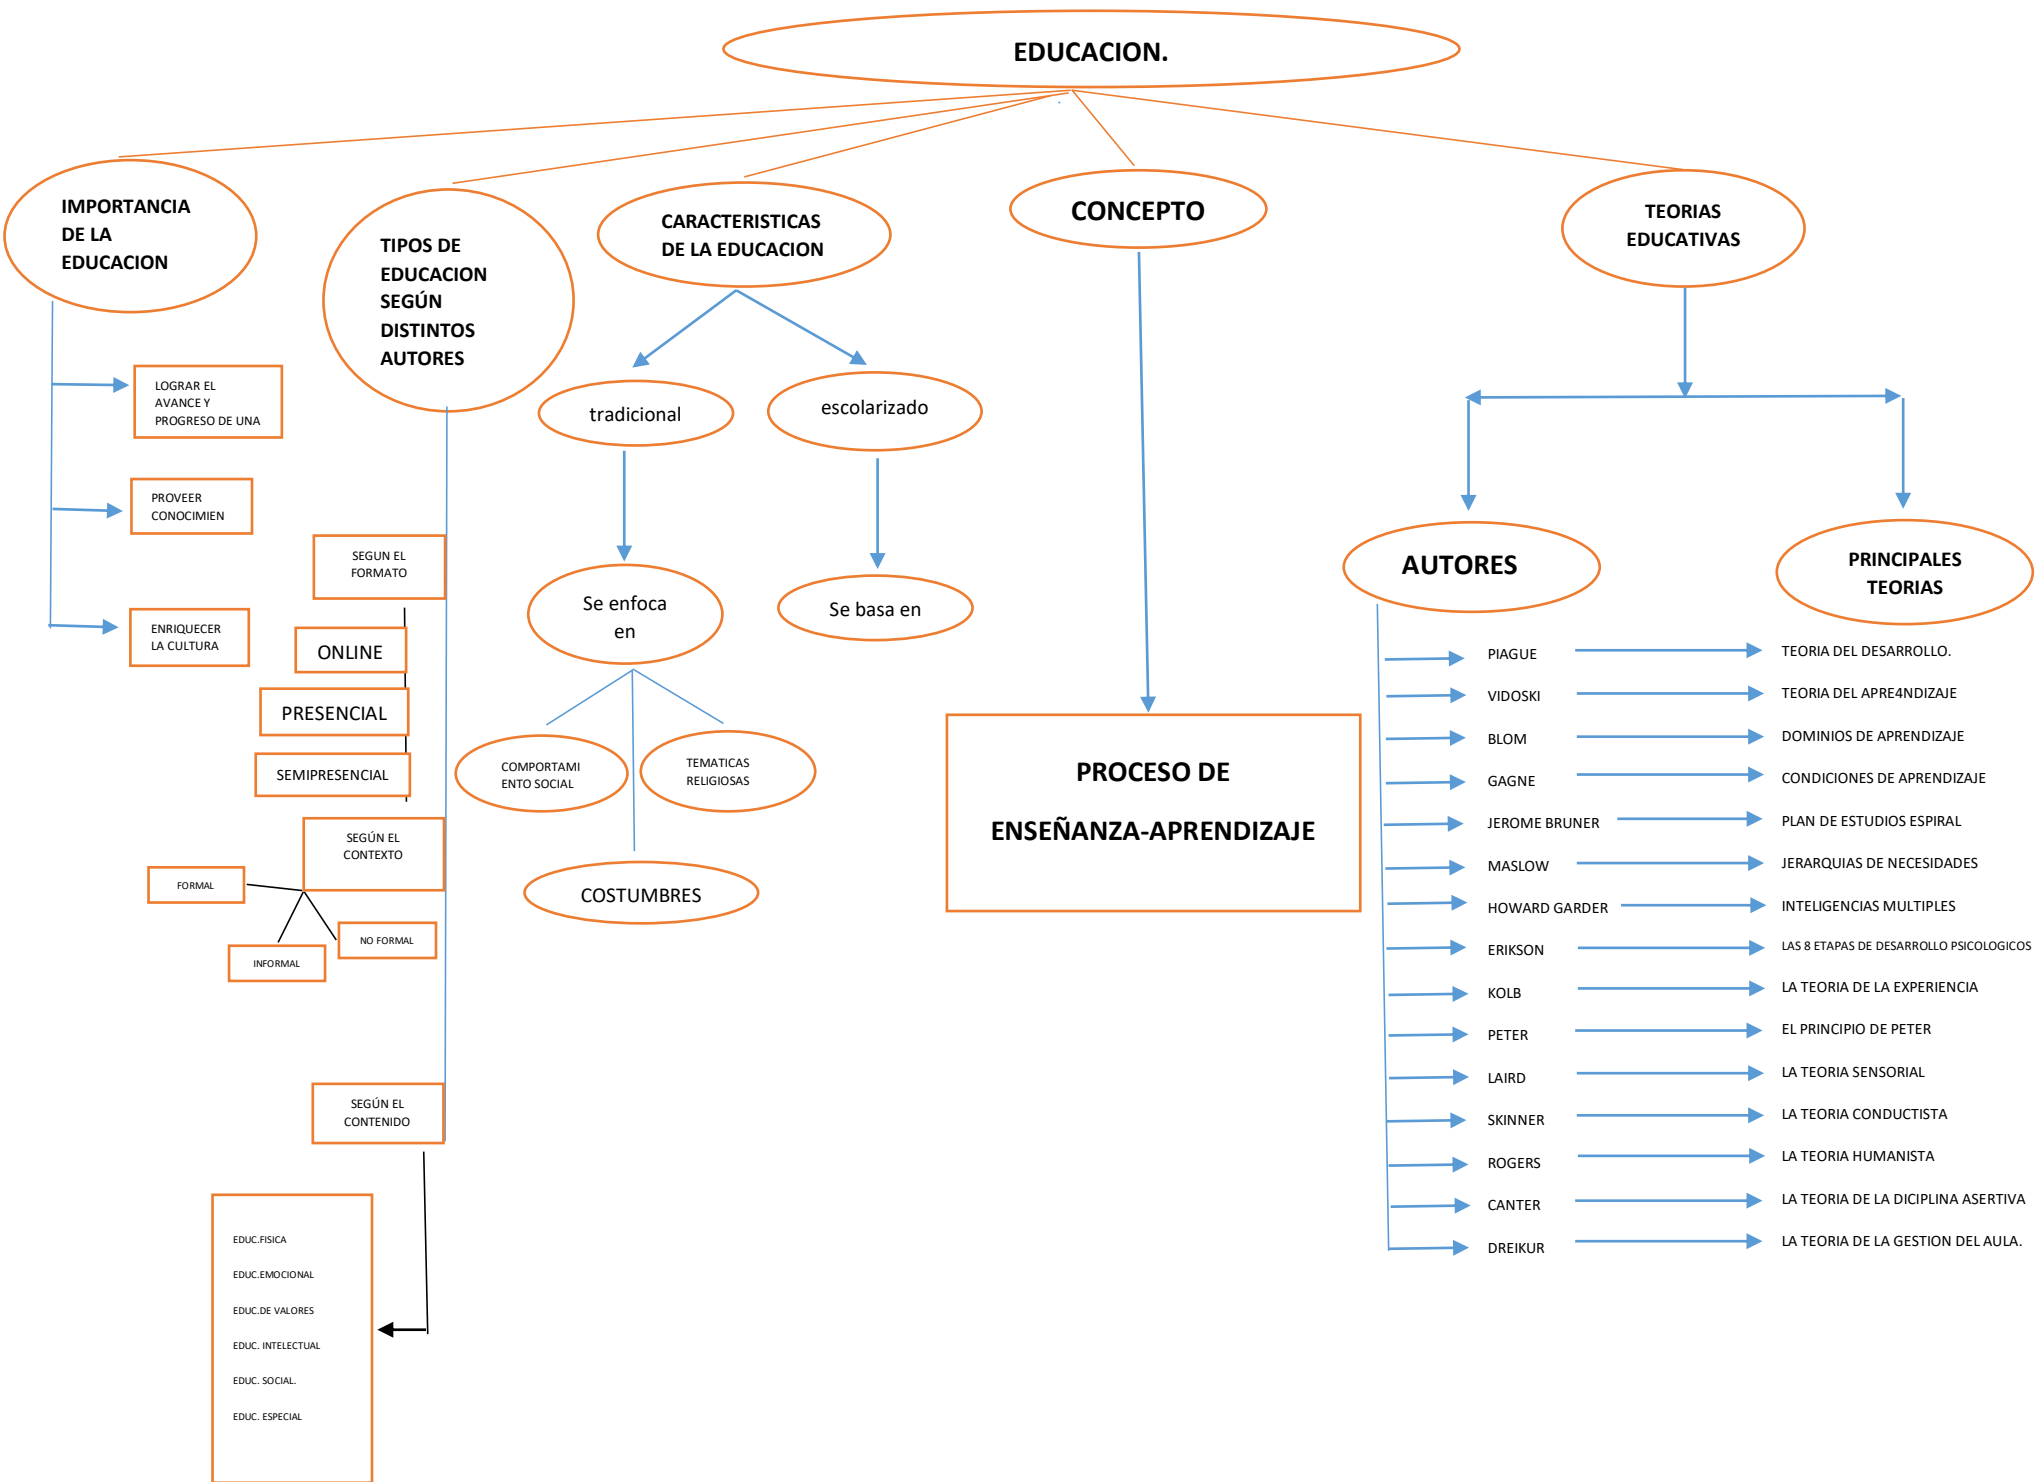 EDUCACION.
IMPORTANCIA
DE LA
EDUCACION
LOGRAR EL
AVANCE Y
PROGRESO DE UNA
PROVEER
CONOCIMIEN
ENRIQUECER
LA CULTURA
TIPOS DE
EDUCACION
SEGÚN
DISTINTOS
AUTORES
SEGUN EL
FORMATO
ONLINE
PRESENCIAL
SEMIPRESENCIAL
SEGÚN EL
CONTEXTO
FORMAL
INFORMAL
NO FORMAL
SEGÚN EL
CONTENIDO
EDUC.FISICA
EDUC.EMOCIONAL
EDUC.DE VALORES
EDUC. INTELECTUAL
EDUC. SOCIAL.
EDUC. ESPECIAL
CARACTERISTICAS
DE LA EDUCACION
tradicional
Se enfoca
en
COMPORTAMI
ENTO SOCIAL
TEMATICAS
RELIGIOSAS
COSTUMBRES
escolarizado
Se basa en
CONCEPTO
PROCESO DE
ENSEÑANZA-APRENDIZAJE
TEORIAS
EDUCATIVAS
AUTORES
PRINCIPALES
TEORIAS
PIAGUE
TEORIA DEL DESARROLLO.
VIDOSKI
TEORIA DEL APRE4NDIZAJE
BLOM
DOMINIOS DE APRENDIZAJE
GAGNE
CONDICIONES DE APRENDIZAJE
JEROME BRUNER
PLAN DE ESTUDIOS ESPIRAL
MASLOW
JERARQUIAS DE NECESIDADES
HOWARD GARDER
INTELIGENCIAS MULTIPLES
ERIKSON
LAS 8 ETAPAS DE DESARROLLO PSICOLOGICOS
KOLB
LA TEORIA DE LA EXPERIENCIA
PETER
EL PRINCIPIO DE PETER
LAIRD
LA TEORIA SENSORIAL
SKINNER
LA TEORIA CONDUCTISTA
ROGERS
LA TEORIA HUMANISTA
CANTER
LA TEORIA DE LA DICIPLINA ASERTIVA
DREIKUR
LA TEORIA DE LA GESTION DEL AULA.